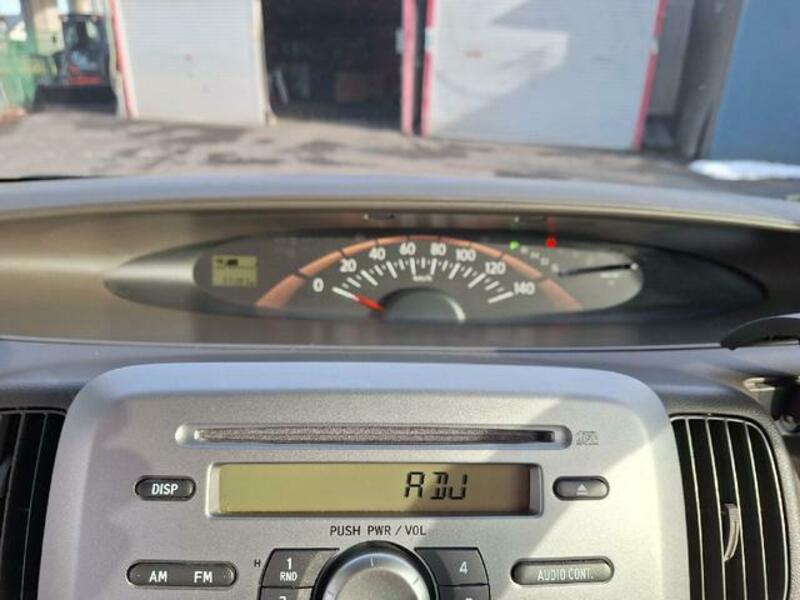 0 20 40 60 80 100 120 140
km/h
ADJ
DISP
PUSH PWR/VOL
AM FM
H
1
RND
4
AUDIO CONT.